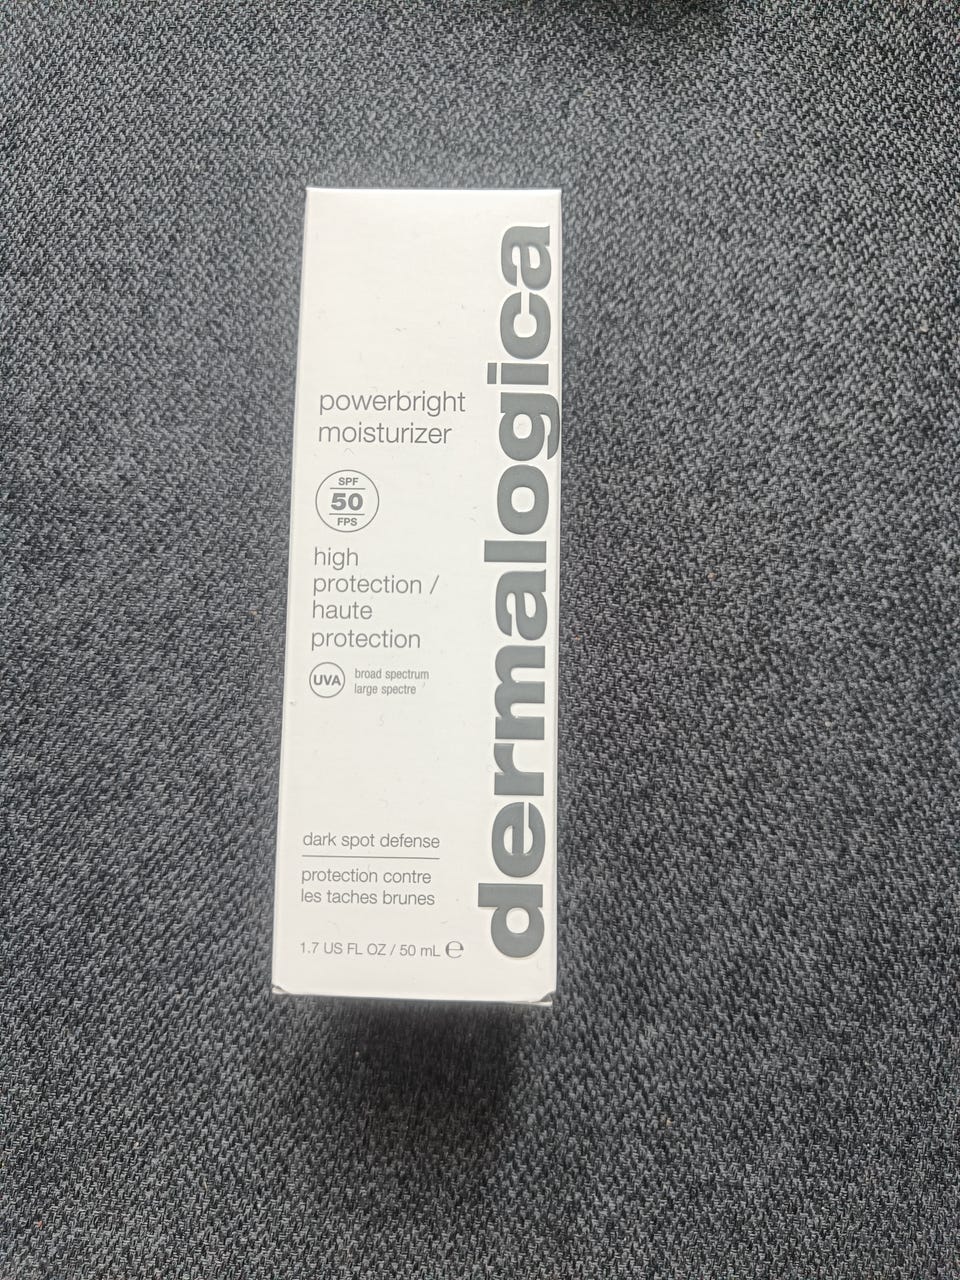 powerbright
moisturizer
SPF
50
FPS
high
protection /
haute
protection
UVA
broad spectrum
large spectre
dark spot defense
protection contre
les taches brunes
1.7 US FL OZ / 50 mL ℮
dermalogica